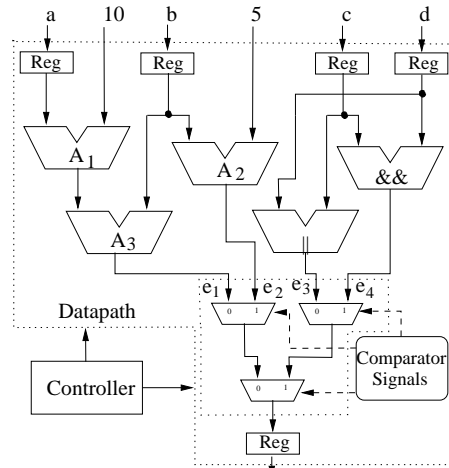 a 10 b 5 c d
Reg Reg Reg Reg
A1 A2 &&
A3 ||
e1 e2 e3 e4
0 1 0 1
Datapath
Controller
Comparator
Signals
0 1
Reg